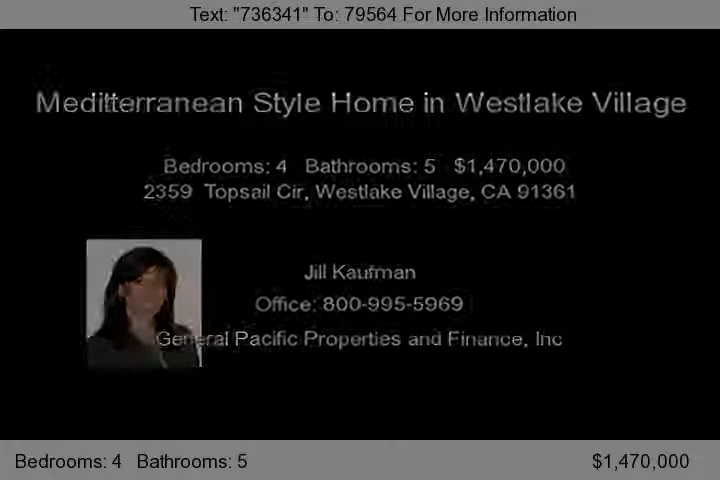 Text: "736341" To: 79564 For More Information
Meditterranean Style Home in Westlake Village
Bedrooms: 4 Bathrooms: 5 $1,470,000
2359 Topsail Cir, Westlake Village, CA 91361
Jill Kaufman
Office: 800-995-5969
General Pacific Properties and Finance, Inc
Bedrooms: 4 Bathrooms: 5 $1,470,000